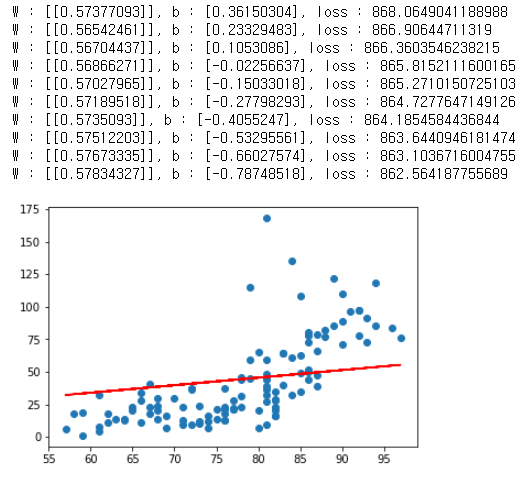 W : [[0.57377093]], b : [0.36150304], loss : 868.0649041188988
W : [[0.56542461]], b : [0.23329483], loss : 866.90644711319
W : [[0.56704437]], b : [0.1053086], loss : 866.3603546238215
W : [[0.56866271]], b : [-0.02256637], loss : 865.8152111600165
W : [[0.57027965]], b : [-0.15033018], loss : 865.2710150725103
W : [[0.57189518]], b : [-0.27798293], loss : 864.7277647149126
W : [[0.5735093]], b : [-0.4055247], loss : 864.1854584436844
W : [[0.57512203]], b : [-0.53295561], loss : 863.6440946181474
W : [[0.57673335]], b : [-0.66027574], loss : 863.1036716004755
W : [[0.57834327]], b : [-0.78748518], loss : 862.564187755689
175
150
125
100
75
50
25
0
55 60 65 70 75 80 85 90 95